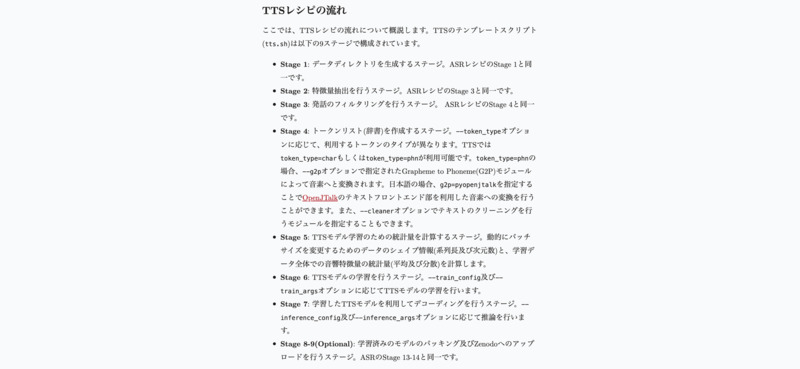 TTSレシピの流れ
ここでは、TTSレシピの流れについて概説します。TTSのテンプレートスクリプト
(tts.sh)は以下の9ステージで構成されています。
• Stage 1: データディレクトリを生成するステージ。ASRレシピのStage 1と同
一です。
• Stage 2: 特徴量抽出を行うステージ。ASRレシピのStage 3と同一です。
• Stage 3: 発話のフィルタリングを行うステージ。 ASRレシピのStage 4と同一
です。
• Stage 4: トークンリスト(辞書)を作成するステージ。--token_typeオプショ
ンに応じて、利用するトークンのタイプが異なります。TTSでは
token_type=charもしくはtoken_type=phnが利用可能です。token_type=phnの
場合、--g2pオプションで指定されたGrapheme to Phoneme(G2P)モジュール
によって音素へと変換されます。日本語の場合、g2p=pyopenjtalkを指定する
ことでOpenJTalkのテキストフロントエンド部を利用した音素への変換を行う
ことができます。また、--cleanerオプションでテキストのクリーニングを行
うモジュールを指定することもできます。
• Stage 5: TTSモデル学習のための統計量を計算するステージ。動的にバッチ
サイズを変更するためのデータのシェイプ情報(系列長及び次元数)と、学習デ
ータ全体での音響特徴量の統計量(平均及び分散)を計算します。
• Stage 6: TTSモデルの学習を行うステージ。--train_config及び--
train_argsオプションに応じてTTSモデルの学習を行います。
• Stage 7: 学習したTTSモデルを利用してデコーディングを行うステージ。--
inference_config及び--inference_argsオプションに応じて推論を行いま
す。
• Stage 8-9(Optional): 学習済みのモデルのパッキング及びZenodoへのアップ
ロードを行うステージ。ASRのStage 13-14と同一です。